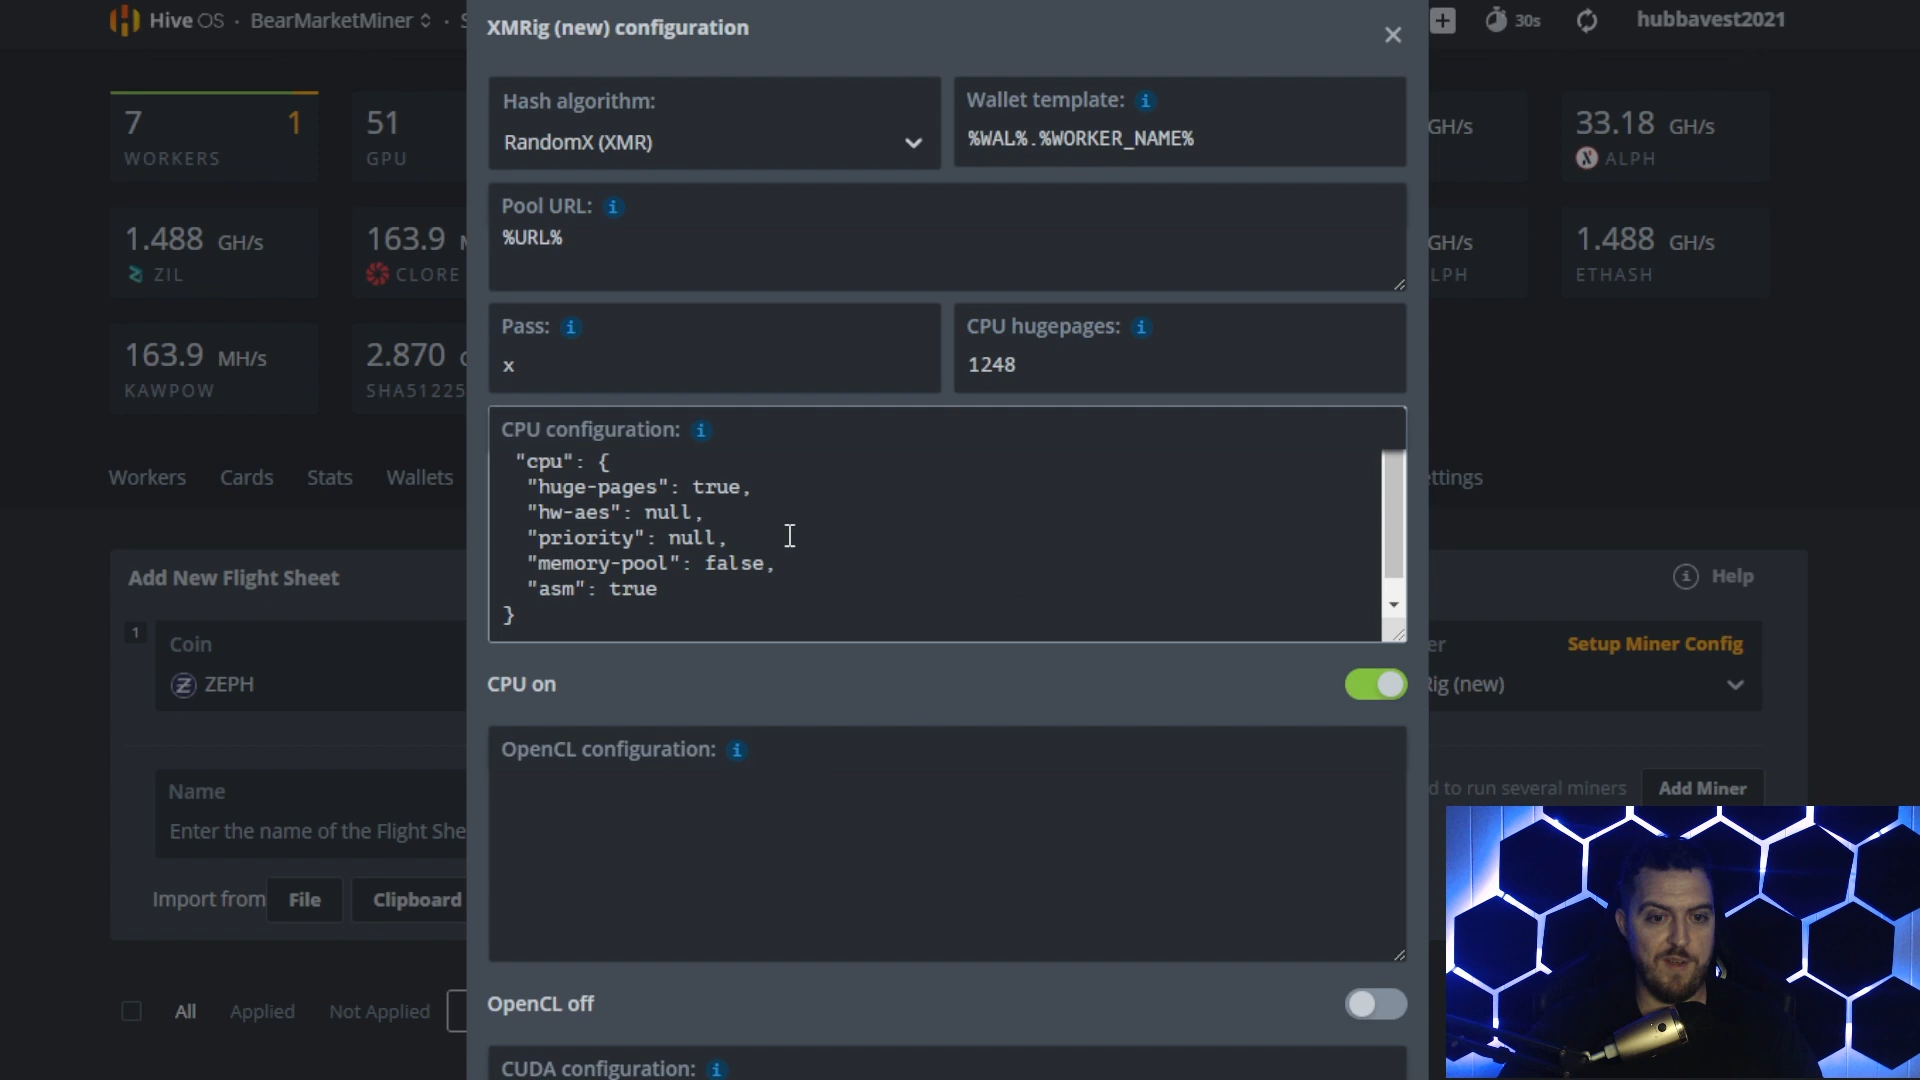 Hive OS · BearMarketMiner ·
XMRig (new) configuration
30s
hubbavest2021
7
1
WORKERS
51
GPU
Hash algorithm:
RandomX (XMR)
Wallet template:
%WAL%.%WORKER_NAME%
GH/s
33.18 GH/s
ALPH
Pool URL:
%URL%
1.488 GH/s
ZIL
163.9
CLORE
GH/s
LPH
1.488 GH/s
ETHASH
Pass:
x
CPU hugepages:
1248
163.9 MH/s
KAWPOW
2.870
SHA51225
CPU configuration:
"cpu": {
"huge-pages": true,
"hw-aes": null,
"priority": null,
"memory-pool": false,
"asm": true
}
Workers
Cards
Stats
Wallets
ettings
Add New Flight Sheet
Help
1
Coin
ZEPH
er
Setup Miner Config
Rig (new)
CPU on
OpenCL configuration:
Name
Enter the name of the Flight She
d to run several miners
Add Miner
Import from
File
Clipboard
All
Applied
Not Applied
OpenCL off
CUDA configuration: